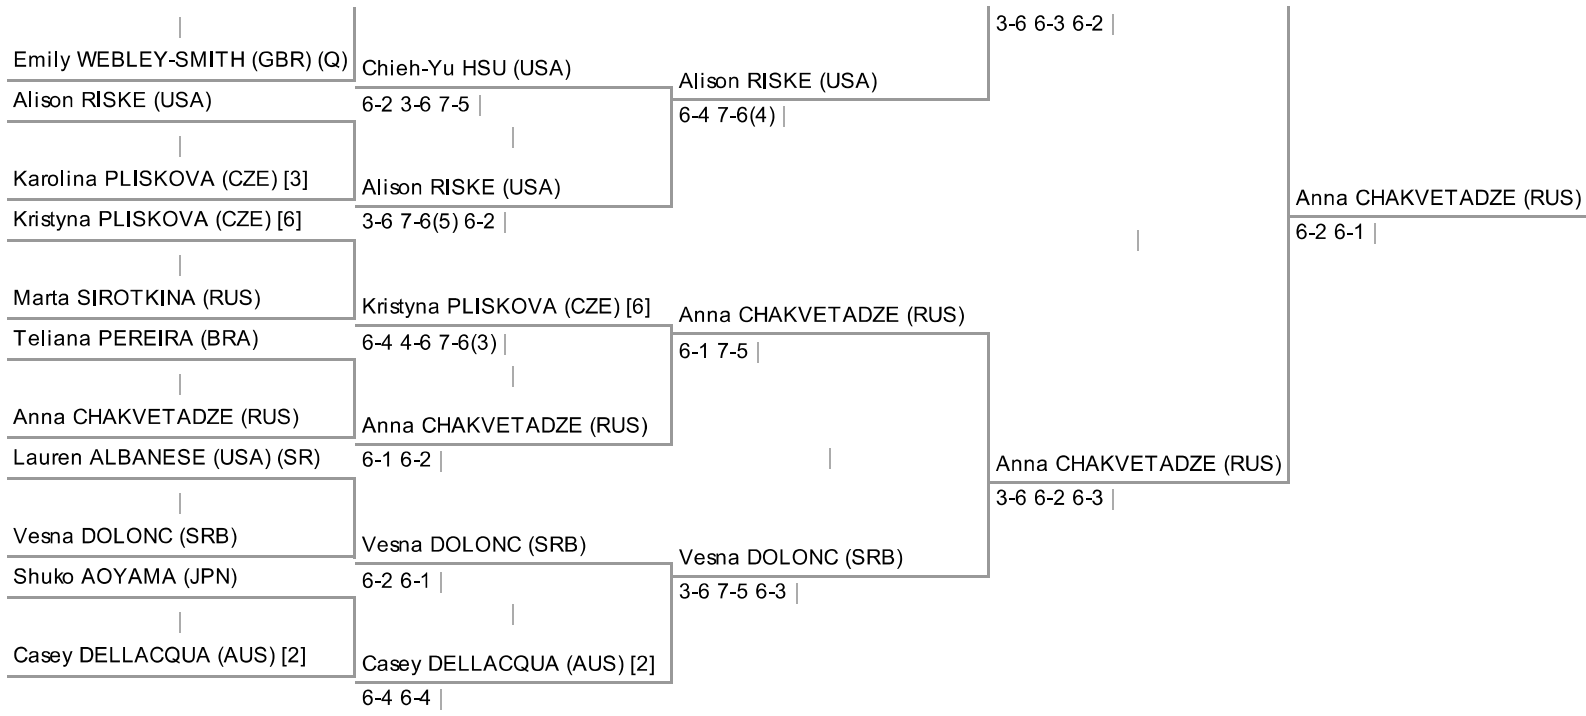 Emily WEBLEY-SMITH (GBR) (Q)
Alison RISKE (USA)
Karolina PLISKOVA (CZE) [3]
Kristyna PLISKOVA (CZE) [6]
Marta SIROTKINA (RUS)
Teliana PEREIRA (BRA)
Anna CHAKVETADZE (RUS)
Lauren ALBANESE (USA) (SR)
Vesna DOLONC (SRB)
Shuko AOYAMA (JPN)
Casey DELLACQUA (AUS) [2]
Chieh-Yu HSU (USA)
6-2 3-6 7-5
Alison RISKE (USA)
3-6 7-6(5) 6-2
Kristyna PLISKOVA (CZE) [6]
6-4 4-6 7-6(3)
Anna CHAKVETADZE (RUS)
6-1 6-2
Vesna DOLONC (SRB)
6-2 6-1
Casey DELLACQUA (AUS) [2]
6-4 6-4
Alison RISKE (USA)
6-4 7-6(4)
Anna CHAKVETADZE (RUS)
6-1 7-5
Vesna DOLONC (SRB)
3-6 7-5 6-3
3-6 6-3 6-2
Anna CHAKVETADZE (RUS)
3-6 6-2 6-3
Anna CHAKVETADZE (RUS)
6-2 6-1